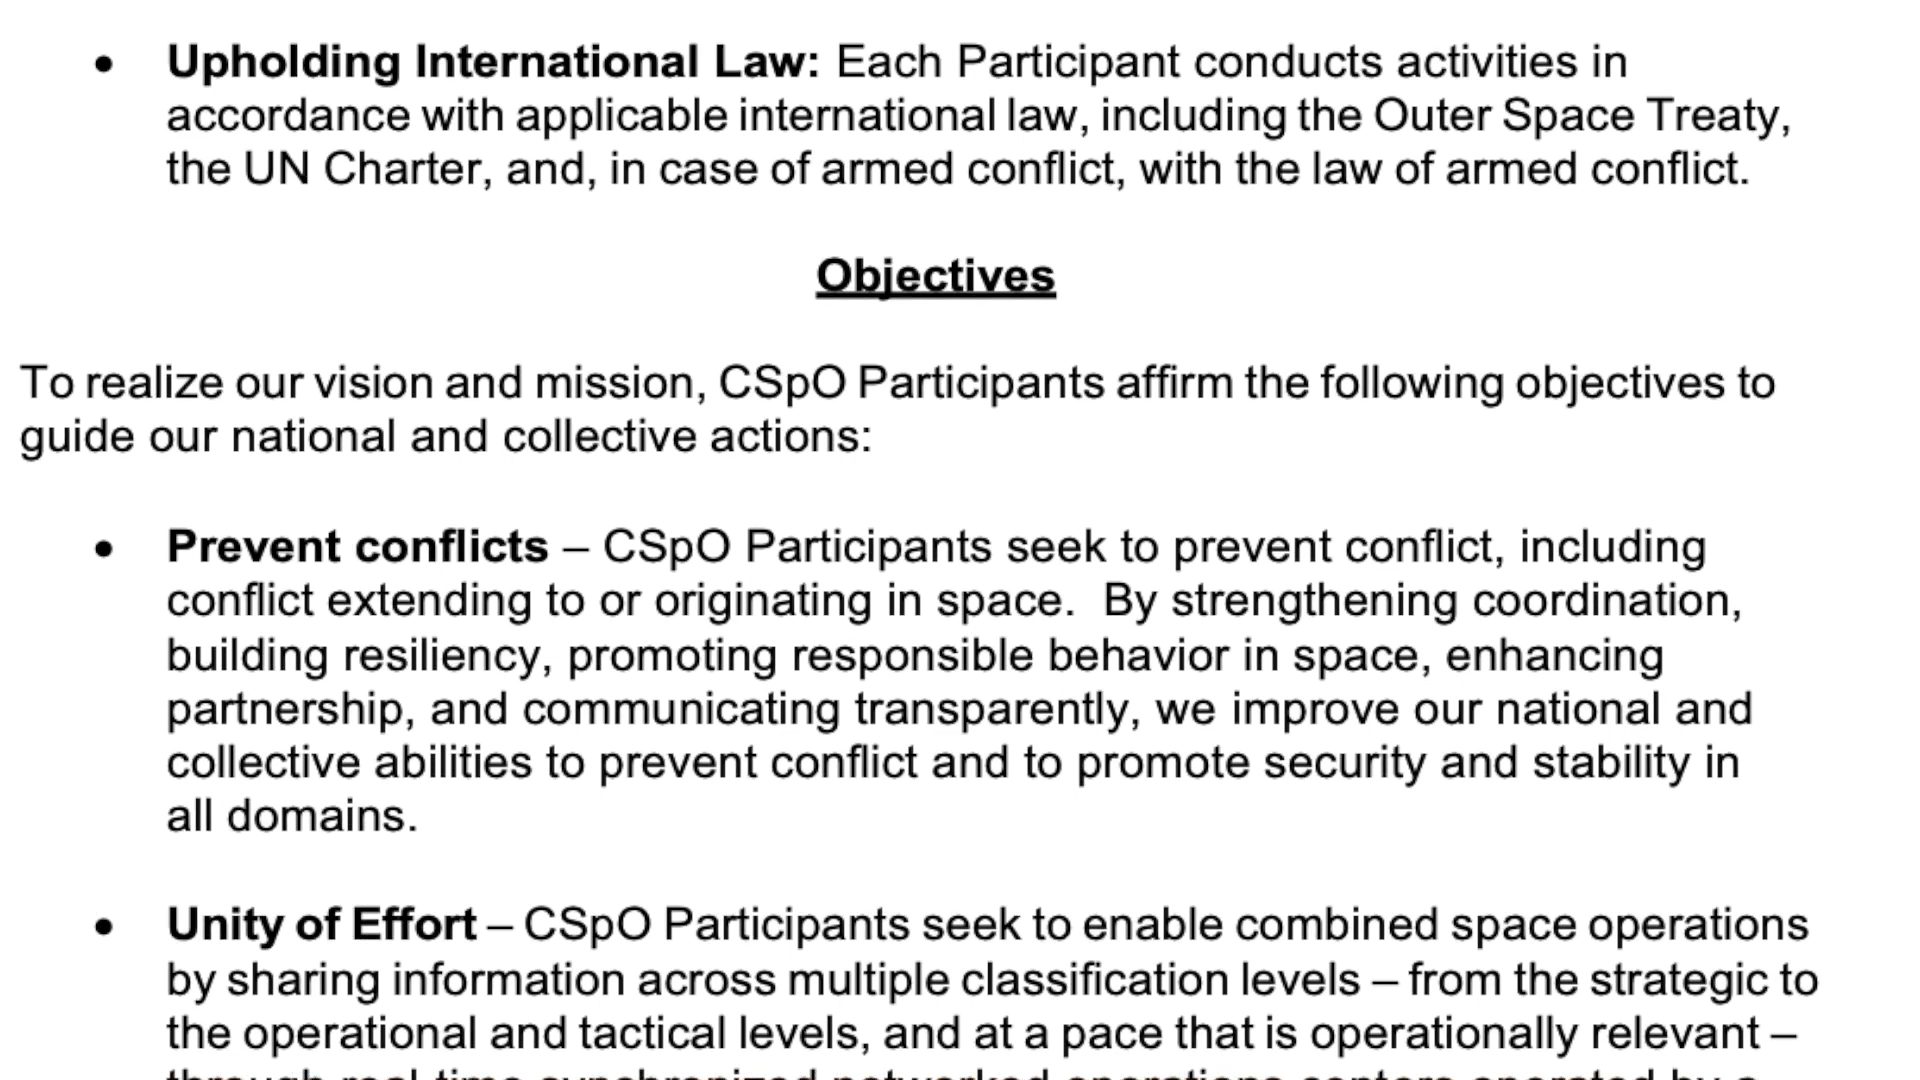 • Upholding International Law: Each Participant conducts activities in
accordance with applicable international law, including the Outer Space Treaty,
the UN Charter, and, in case of armed conflict, with the law of armed conflict.
Objectives
To realize our vision and mission, CSpO Participants affirm the following objectives to
guide our national and collective actions:
• Prevent conflicts – CSpO Participants seek to prevent conflict, including
conflict extending to or originating in space.  By strengthening coordination,
building resiliency, promoting responsible behavior in space, enhancing
partnership, and communicating transparently, we improve our national and
collective abilities to prevent conflict and to promote security and stability in
all domains.
• Unity of Effort – CSpO Participants seek to enable combined space operations
by sharing information across multiple classification levels – from the strategic to
the operational and tactical levels, and at a pace that is operationally relevant –